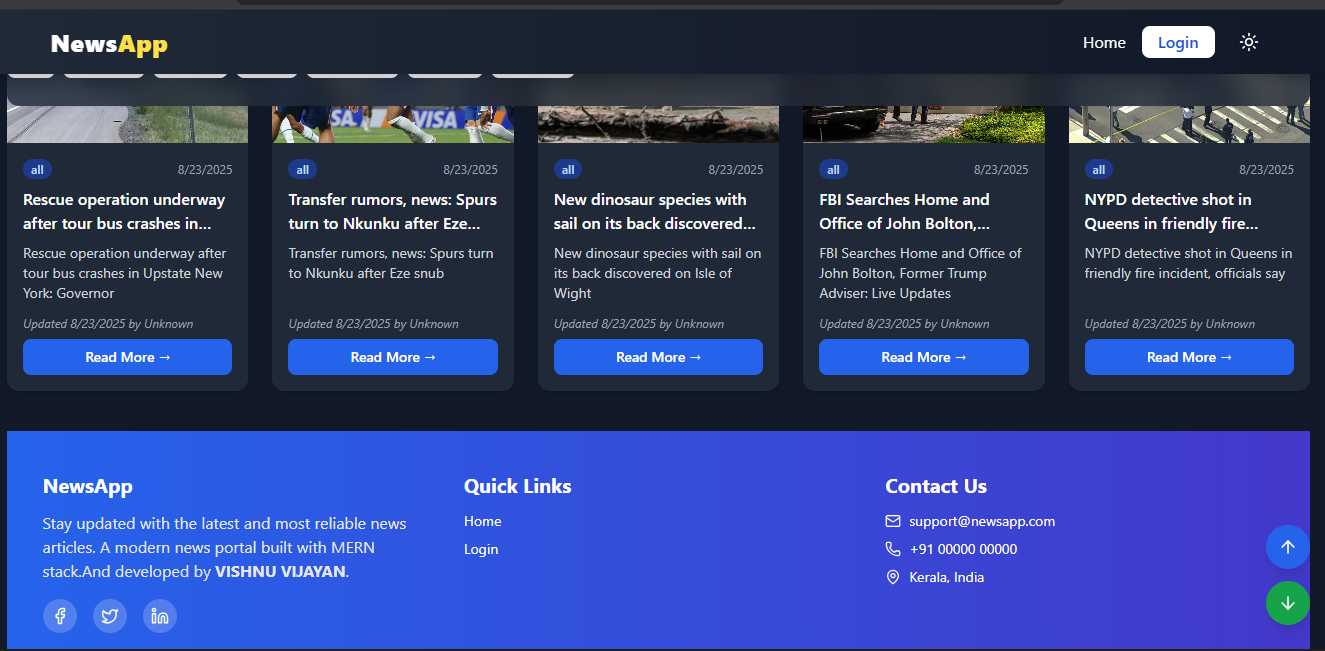 NewsApp
Home
Login
VISA
VISA
all
8/23/2025
Rescue operation underway
after tour bus crashes in...
Rescue operation underway after
tour bus crashes in Upstate New
York: Governor
Updated 8/23/2025 by Unknown
Read More →
all
8/23/2025
Transfer rumors, news: Spurs
turn to Nkunku after Eze...
Transfer rumors, news: Spurs turn
to Nkunku after Eze snub
Updated 8/23/2025 by Unknown
Read More →
all
8/23/2025
New dinosaur species with
sail on its back discovered...
New dinosaur species with sail on
its back discovered on Isle of
Wight
Updated 8/23/2025 by Unknown
Read More →
all
8/23/2025
FBI Searches Home and
Office of John Bolton,...
FBI Searches Home and Office of
John Bolton, Former Trump
Adviser: Live Updates
Updated 8/23/2025 by Unknown
Read More →
all
8/23/2025
NYPD detective shot in
Queens in friendly fire...
NYPD detective shot in Queens in
friendly fire incident, officials say
Updated 8/23/2025 by Unknown
Read More →
NewsApp
Stay updated with the latest and most reliable news
articles. A modern news portal built with MERN
stack.And developed by VISHNU VIJAYAN.
Quick Links
Home
Login
Contact Us
support@newsapp.com
+91 00000 00000
Kerala, India